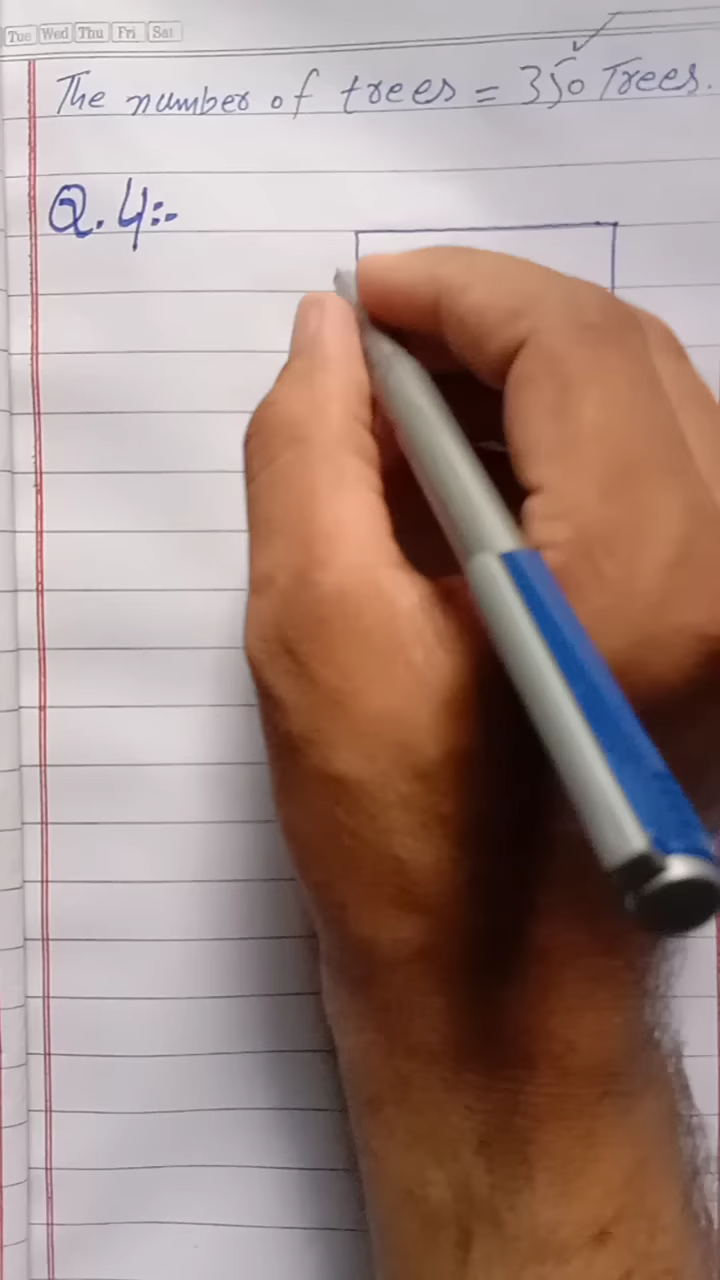 Tue Wed Thu Fri Sat
The number of trees = 350 Trees.
Q.4:-